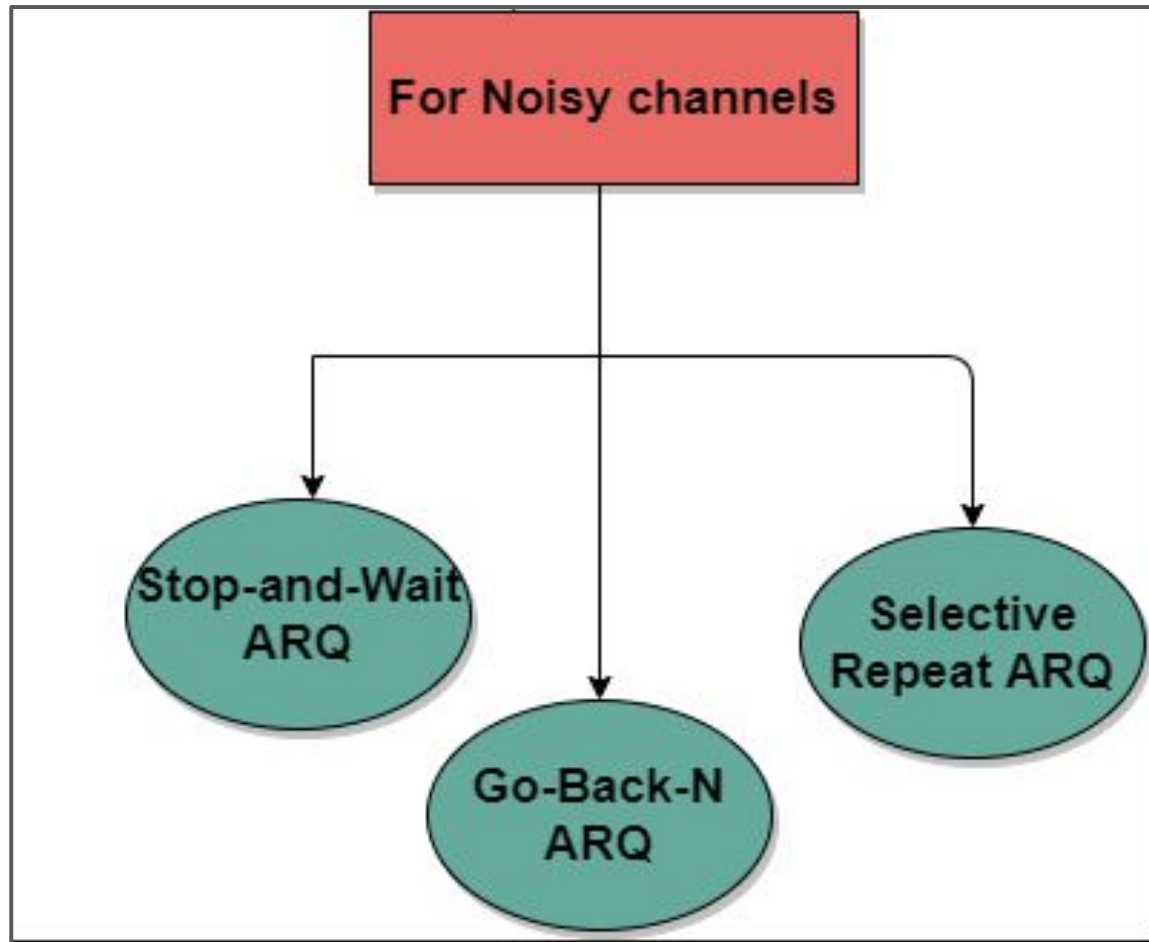 For Noisy channels
Stop-and-Wait
ARQ
Go-Back-N
ARQ
Selective
Repeat ARQ